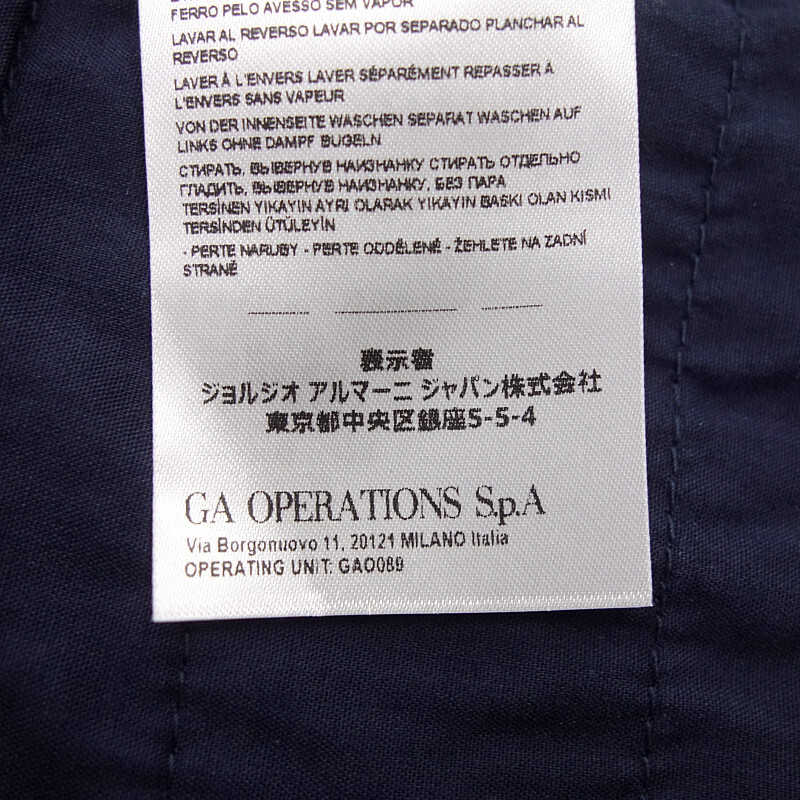 FERRO PELO AVESSO SEM VAPOR
LAVAR AL REVERSO LAVAR POR SEPARADO PLANCHAR AL
REVERSO
LAVER À L'ENVERS LAVER SÉPARÉMENT REPASSER À
L'ENVERS SANS VAPEUR
VON DER INNENSEITE WASCHEN SEPARAT WASCHEN AUF
LINKS OHNE DAMPF BUGELN
СТИРАТЬ, ВЫВЕРНУВ НАИЗНАНКУ СТИРАТЬ ОТДЕЛЬНО
ГЛАДИТЬ, ВЫВЕРНУВ НАИЗНАНКУ, БЕЗ ПАРА
TERSİNEN YIKAYIN AYRI OLARAK YIKAYIN BASKI OLAN KISMI
TERSİNDEN ÜTÜLEYİN
- PERTE NARUBY - PERTE ODDĚLENĚ - ŽEHLETE NA ZADNÍ
STRANĚ
表示者
ジョルジオ アルマーニ ジャパン株式会社
東京都中央区銀座5-5-4
GA OPERATIONS S.p.A
Via Borgonuovo 11, 20121 MILANO Italia
OPERATING UNIT: GAO089